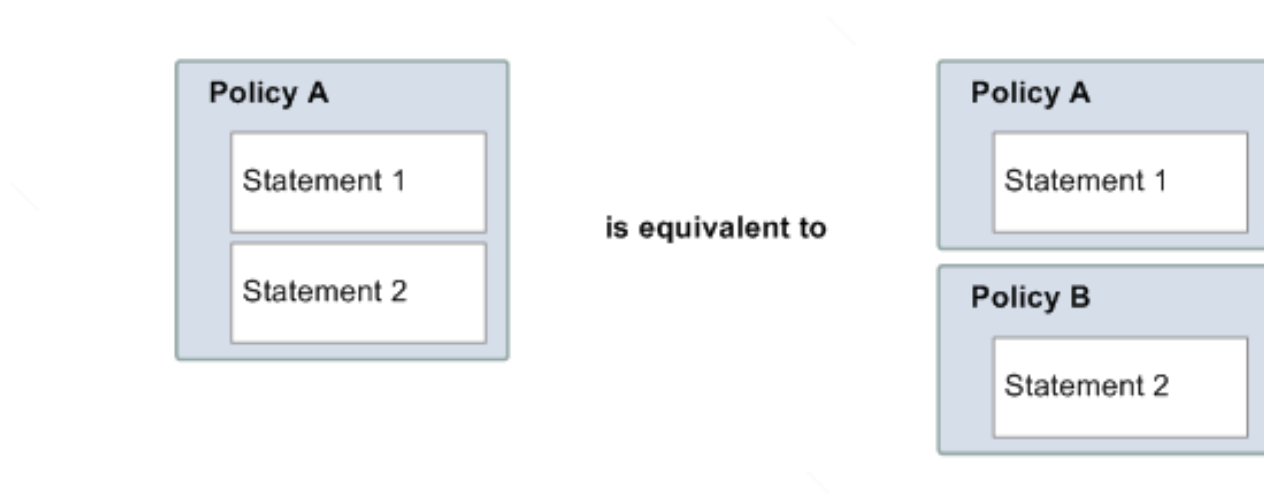 Policy A
Statement 1
Statement 2
is equivalent to
Policy A
Statement 1
Policy B
Statement 2